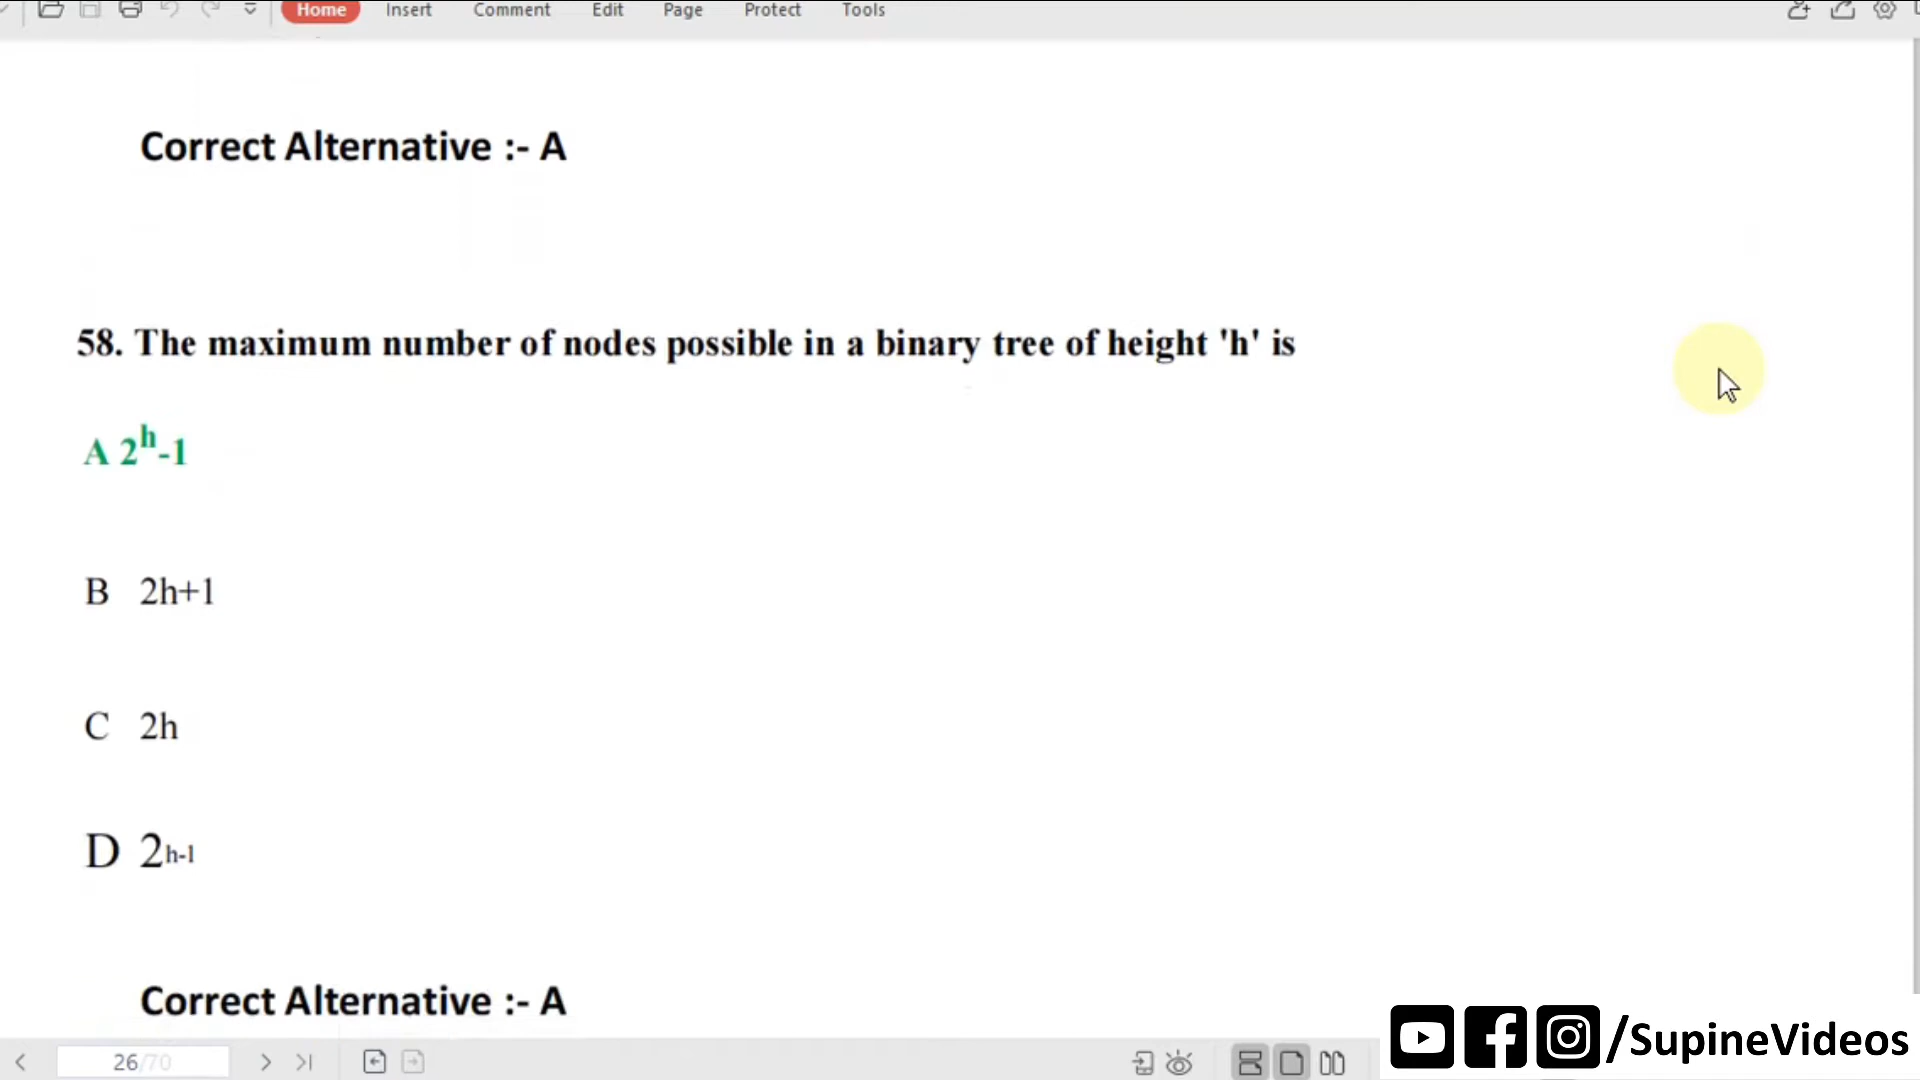 Home Insert Comment Edit Page Protect Tools
Correct Alternative :- A
58. The maximum number of nodes possible in a binary tree of height 'h' is
A 2^h-1
B 2h+1
C 2h
D 2h-1
Correct Alternative :- A
26/70
/SupineVideos